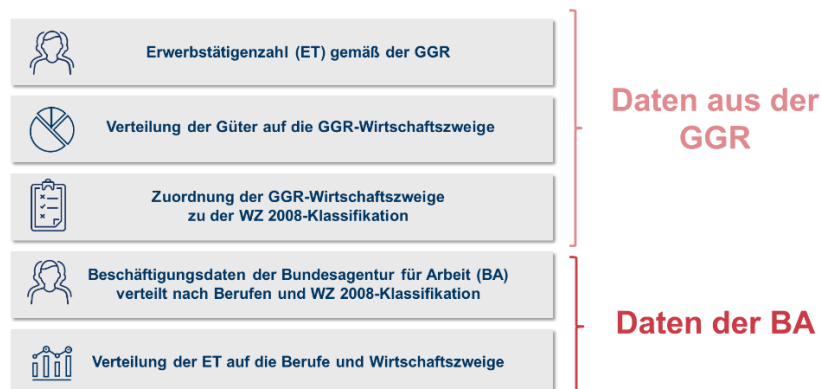 Erwerbstätigenzahl (ET) gemäß der GGR
Verteilung der Güter auf die GGR-Wirtschaftszweige
Zuordnung der GGR-Wirtschaftszweige
zu der WZ 2008-Klassifikation
Daten aus der
GGR
Beschäftigungsdaten der Bundesagentur für Arbeit (BA)
verteilt nach Berufen und WZ 2008-Klassifikation
Verteilung der ET auf die Berufe und Wirtschaftszweige
Daten der BA